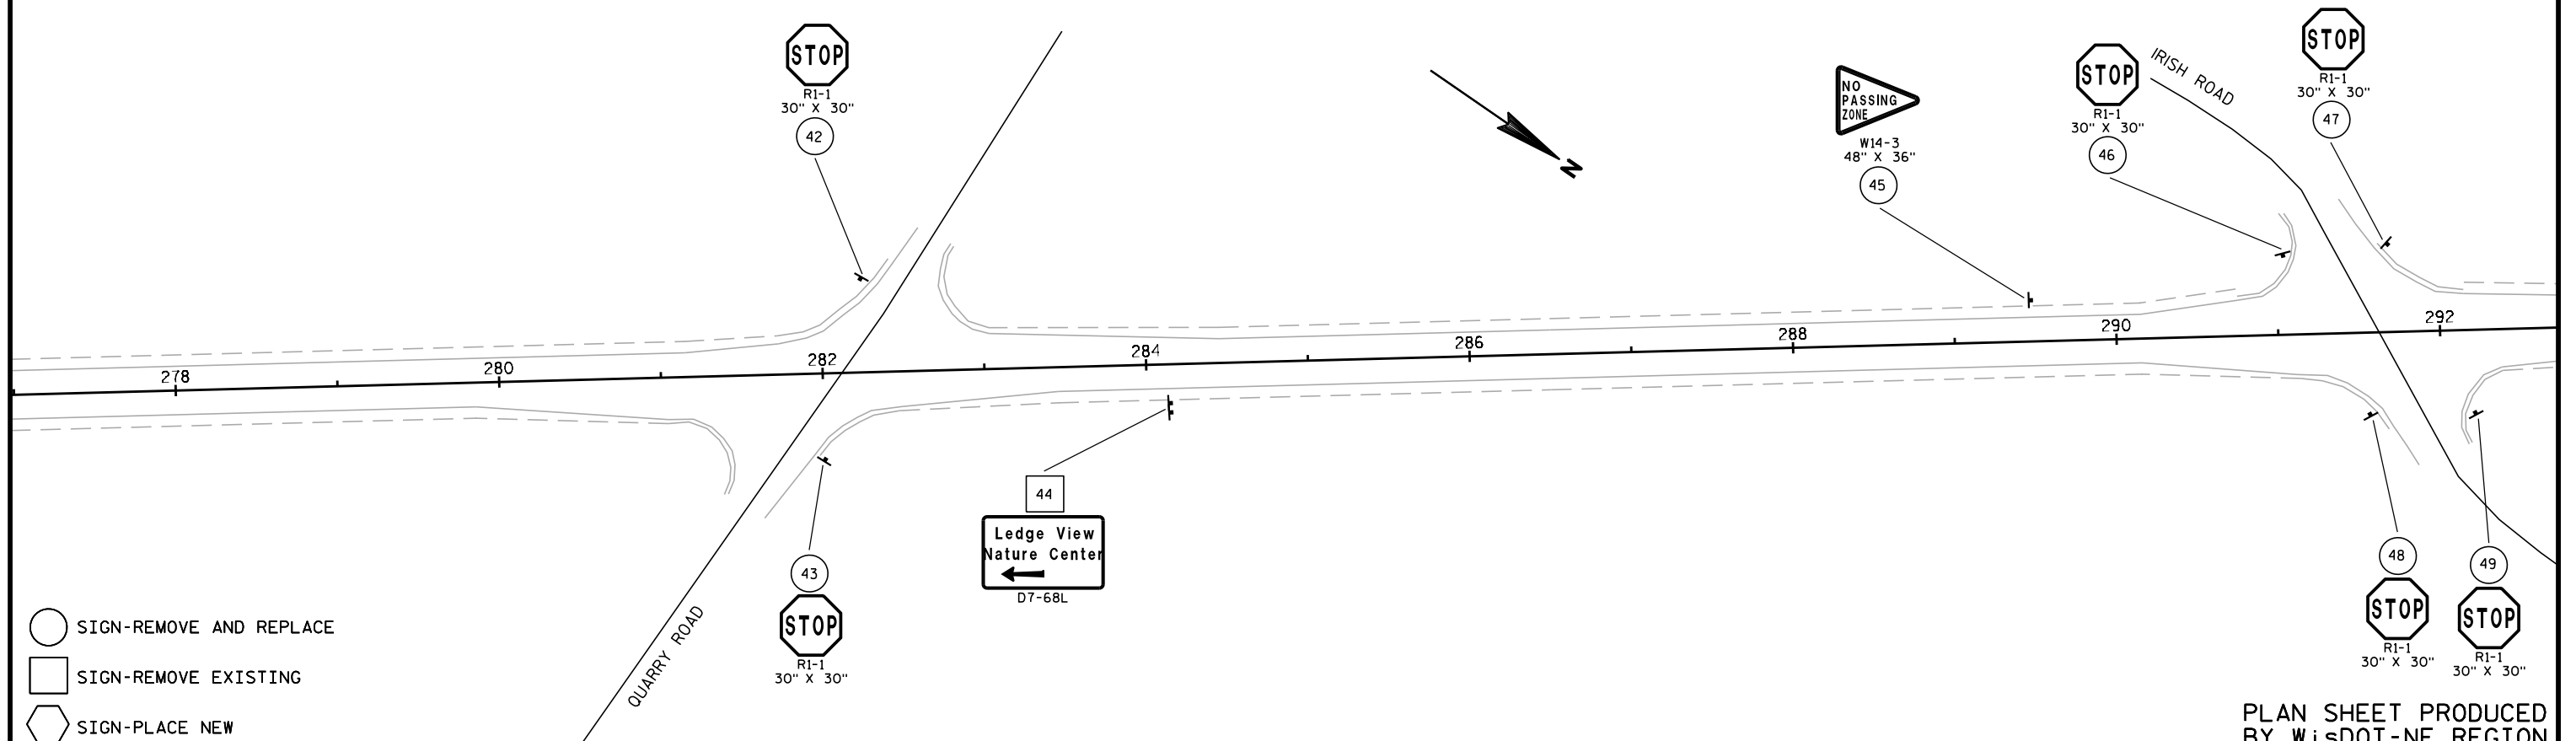 STOP
R1-1
30" X 30"
42
N
NO
PASSING
ZONE
W14-3
48" X 36"
45
STOP
R1-1
30" X 30"
46
IRISH ROAD
STOP
R1-1
30" X 30"
47
278
280
282
284
286
288
290
292
43
STOP
R1-1
30" X 30"
44
Ledge View
Nature Center
D7-68L
QUARRY ROAD
48
STOP
R1-1
30" X 30"
49
STOP
R1-1
30" X 30"
SIGN-REMOVE AND REPLACE
SIGN-REMOVE EXISTING
SIGN-PLACE NEW
PLAN SHEET PRODUCED
BY WisDOT-NE REGION